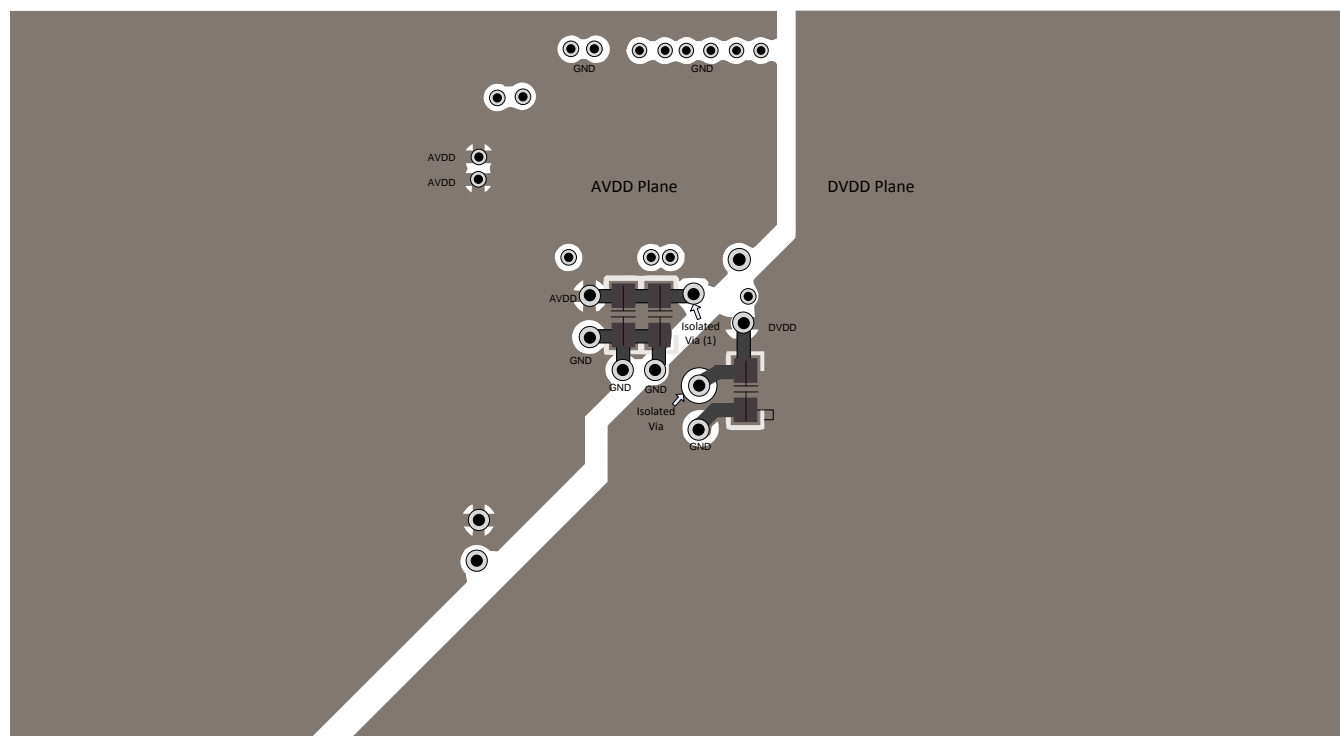 GND
GND
AVDD
AVDD
AVDD Plane
DVDD Plane
AVDD
Isolated
Via (1)
DVDD
GND
GND
GND
Isolated
Via
GND